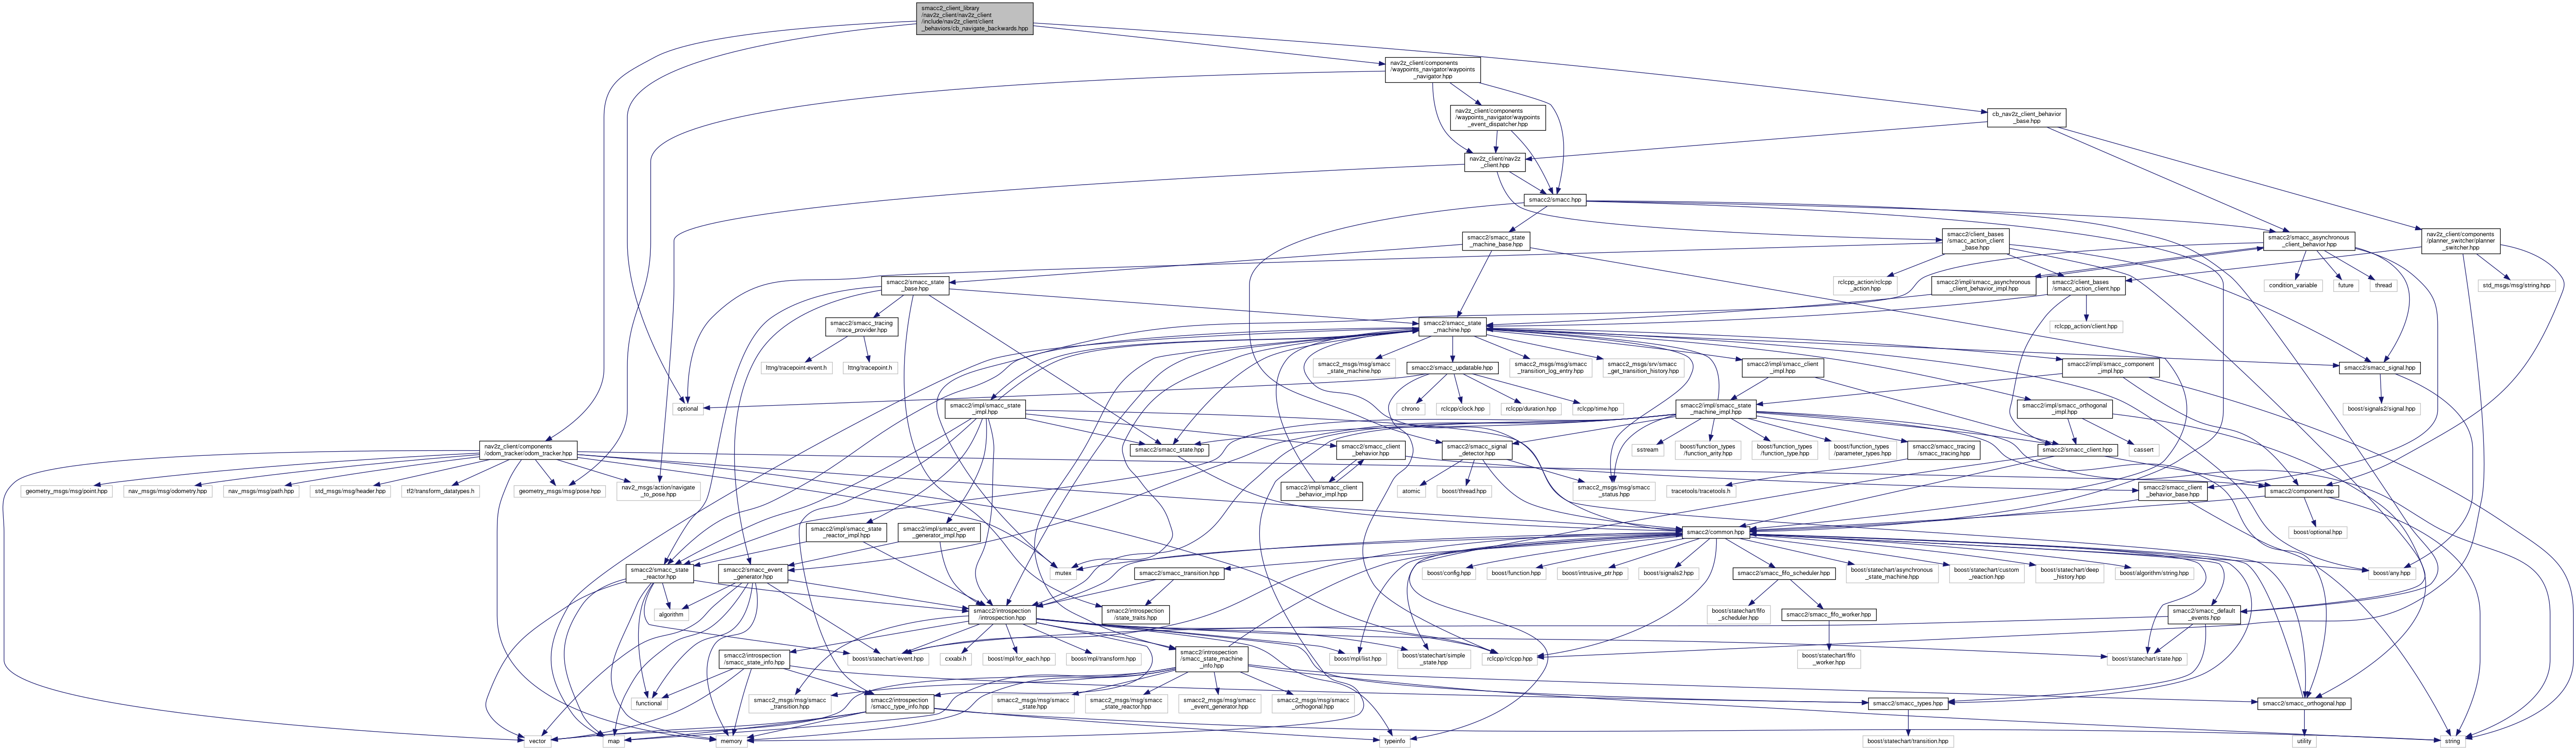 smacc2_client_library
/nav2z_client/nav2z_client
/include/nav2z_client/client
_behaviors/cb_navigate_backwards.hpp
nav2z_client/components
/waypoints_navigator/waypoints
_navigator.hpp
nav2z_client/components
/waypoints_navigator/waypoints
_event_dispatcher.hpp
cb_nav2z_client_behavior
_base.hpp
nav2z_client/nav2z
_client.hpp
smacc2/smacc.hpp
smacc2/smacc_state
_machine_base.hpp
smacc2/client_bases
/smacc_action_client
_base.hpp
smacc2/smacc_asynchronous
_client_behavior.hpp
nav2z_client/components
/planner_switcher/planner
_switcher.hpp
smacc2/smacc_state
_base.hpp
rclcpp_action/rclcpp
_action.hpp
smacc2/impl/smacc_asynchronous
_client_behavior_impl.hpp
smacc2/client_bases
/smacc_action_client.hpp
condition_variable
future
thread
std_msgs/msg/string.hpp
smacc2/smacc_tracing
/trace_provider.hpp
smacc2/smacc_state
_machine.hpp
rclcpp_action/client.hpp
lttng/tracepoint-event.h
lttng/tracepoint.h
smacc2_msgs/msg/smacc
_state_machine.hpp
smacc2/smacc_updatable.hpp
smacc2_msgs/msg/smacc
_transition_log_entry.hpp
smacc2_msgs/srv/smacc
_get_transition_history.hpp
smacc2/impl/smacc_client
_impl.hpp
smacc2/impl/smacc_component
_impl.hpp
smacc2/smacc_signal.hpp
optional
smacc2/impl/smacc_state
_impl.hpp
chrono
rclcpp/clock.hpp
rclcpp/duration.hpp
rclcpp/time.hpp
smacc2/impl/smacc_state
_machine_impl.hpp
smacc2/impl/smacc_orthogonal
_impl.hpp
boost/signals2/signal.hpp
nav2z_client/components
/odom_tracker/odom_tracker.hpp
smacc2/smacc_state.hpp
smacc2/smacc_client
_behavior.hpp
smacc2/smacc_signal
_detector.hpp
sstream
boost/function_types
/function_arity.hpp
boost/function_types
/function_type.hpp
boost/function_types
/parameter_types.hpp
smacc2/smacc_tracing
/smacc_tracing.hpp
smacc2/smacc_client.hpp
cassert
geometry_msgs/msg/point.hpp
nav_msgs/msg/odometry.hpp
nav_msgs/msg/path.hpp
std_msgs/msg/header.hpp
tf2/transform_datatypes.h
geometry_msgs/msg/pose.hpp
nav2_msgs/action/navigate
_to_pose.hpp
smacc2/impl/smacc_client
_behavior_impl.hpp
atomic
boost/thread.hpp
smacc2_msgs/msg/smacc
_status.hpp
tracetools/tracetools.h
smacc2/smacc_client
_behavior_base.hpp
smacc2/component.hpp
smacc2/impl/smacc_state
_reactor_impl.hpp
smacc2/impl/smacc_event
_generator_impl.hpp
smacc2/common.hpp
boost/optional.hpp
smacc2/smacc_state
_reactor.hpp
smacc2/smacc_event
_generator.hpp
mutex
smacc2/smacc_transition.hpp
boost/config.hpp
boost/function.hpp
boost/intrusive_ptr.hpp
boost/signals2.hpp
smacc2/smacc_fifo_scheduler.hpp
boost/statechart/asynchronous
_state_machine.hpp
boost/statechart/custom
_reaction.hpp
boost/statechart/deep
_history.hpp
boost/algorithm/string.hpp
boost/any.hpp
algorithm
smacc2/introspection
/introspection.hpp
smacc2/introspection
/state_traits.hpp
boost/statechart/fifo
_scheduler.hpp
smacc2/smacc_fifo_worker.hpp
smacc2/smacc_default
_events.hpp
smacc2/introspection
/smacc_state_info.hpp
boost/statechart/event.hpp
cxxabi.h
boost/mpl/for_each.hpp
boost/mpl/transform.hpp
smacc2/introspection
/smacc_state_machine
_info.hpp
boost/mpl/list.hpp
boost/statechart/simple
_state.hpp
rclcpp/rclcpp.hpp
boost/statechart/fifo
_worker.hpp
boost/statechart/state.hpp
functional
smacc2_msgs/msg/smacc
_transition.hpp
smacc2/introspection
/smacc_type_info.hpp
smacc2_msgs/msg/smacc
_state.hpp
smacc2_msgs/msg/smacc
_state_reactor.hpp
smacc2_msgs/msg/smacc
_event_generator.hpp
smacc2_msgs/msg/smacc
_orthogonal.hpp
smacc2/smacc_types.hpp
smacc2/smacc_orthogonal.hpp
vector
map
memory
typeinfo
boost/statechart/transition.hpp
utility
string